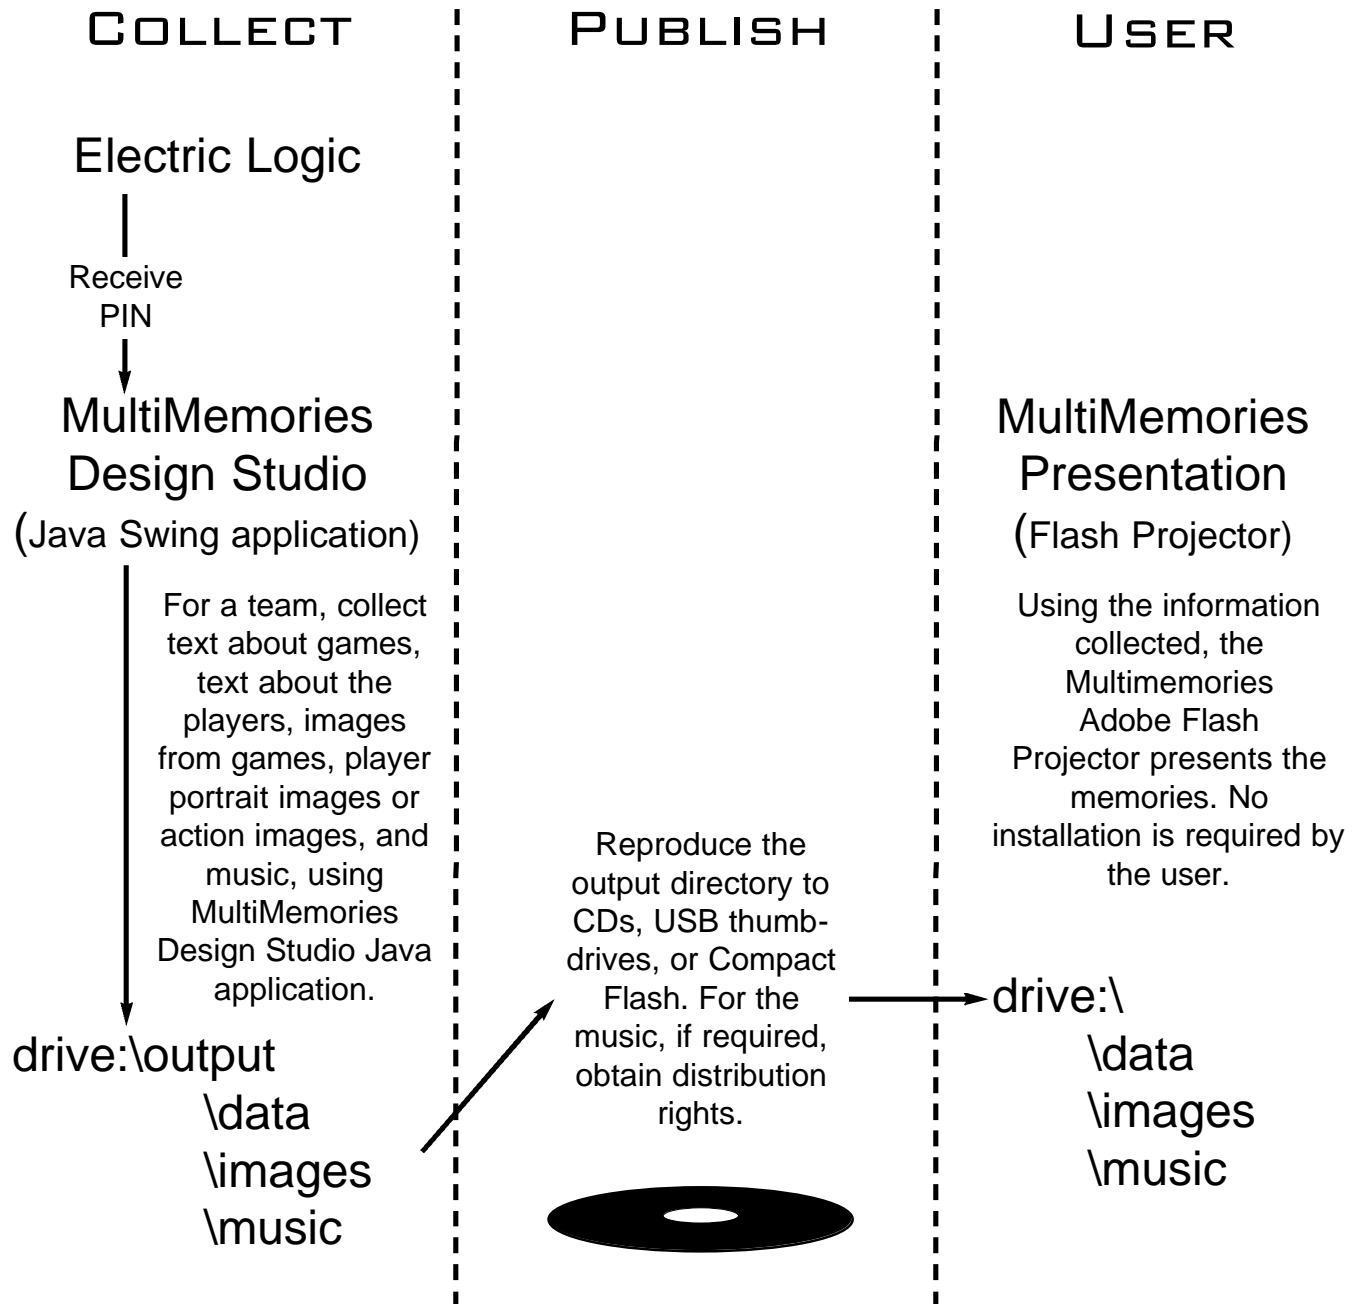 COLLECT
Electric Logic
Receive
PIN
MultiMemories
Design Studio
(Java Swing application)
For a team, collect
text about games,
text about the
players, images
from games, player
portrait images or
action images, and
music, using
MultiMemories
Design Studio Java
application.
drive:\output
\data
\images
\music
PUBLISH
Reproduce the
output directory to
CDs, USB thumb-
drives, or Compact
Flash. For the
music, if required,
obtain distribution
rights.
USER
MultiMemories
Presentation
(Flash Projector)
Using the information
collected, the
Multimemories
Adobe Flash
Projector presents the
memories. No
installation is required by
the user.
drive:\
\data
\images
\music